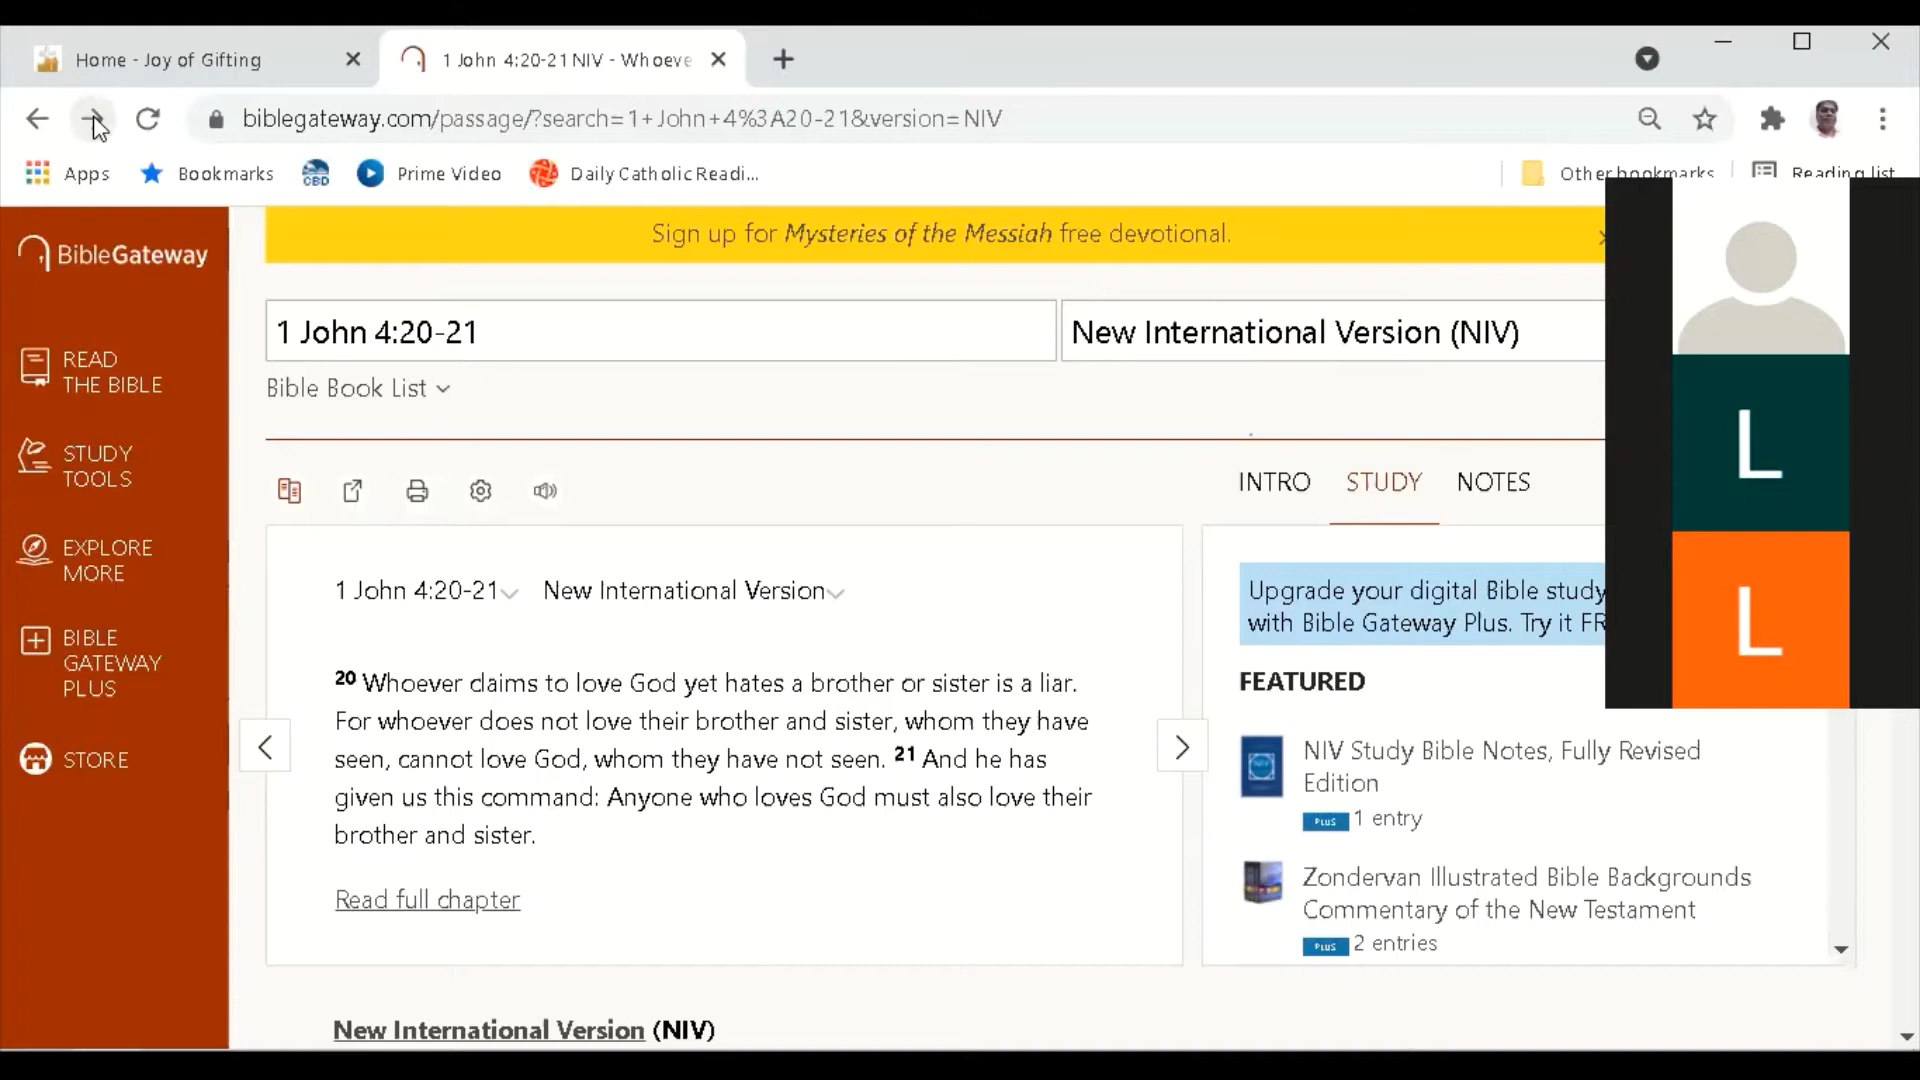 Home - Joy of Gifting
1 John 4:20-21 NIV - Whoeve
biblegateway.com/passage/?search=1+John+4%3A20-21&version=NIV
Apps
Bookmarks
CBD
Prime Video
Daily Catholic Readi...
Other bookmarks
Reading list
BibleGateway
Sign up for Mysteries of the Messiah free devotional.
1 John 4:20-21
New International Version (NIV)
Bible Book List
READ
THE BIBLE
STUDY
TOOLS
EXPLORE
MORE
BIBLE
GATEWAY
PLUS
STORE
INTRO
STUDY
NOTES
1 John 4:20-21
New International Version
20 Whoever claims to love God yet hates a brother or sister is a liar.
For whoever does not love their brother and sister, whom they have
seen, cannot love God, whom they have not seen. 21 And he has
given us this command: Anyone who loves God must also love their
brother and sister.
Read full chapter
New International Version (NIV)
Upgrade your digital Bible study
with Bible Gateway Plus. Try it FR
FEATURED
NIV Study Bible Notes, Fully Revised
Edition
PLUS 1 entry
Zondervan Illustrated Bible Backgrounds
Commentary of the New Testament
PLUS 2 entries
L
L